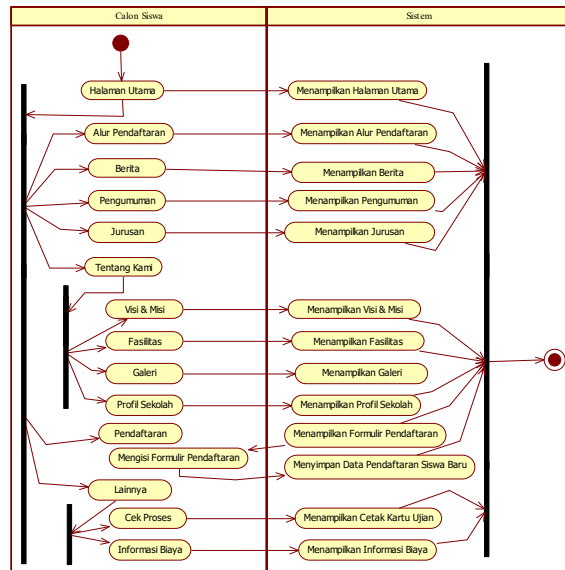 Calon Siswa
Sistem
Halaman Utama
Menampilkan Halaman Utama
Alur Pendaftaran
Menampilkan Alur Pendaftaran
Berita
Menampilkan Berita
Pengumuman
Menampilkan Pengumuman
Jurusan
Menampilkan Jurusan
Tentang Kami
Visi & Misi
Menampilkan Visi & Misi
Fasilitas
Menampilkan Fasilitas
Galeri
Menampilkan Galeri
Profil Sekolah
Menampilkan Profil Sekolah
Pendaftaran
Menampilkan Formulir Pendaftaran
Mengisi Formulir Pendaftaran
Menyimpan Data Pendaftaran Siswa Baru
Lainnya
Cek Proses
Menampilkan Cetak Kartu Ujian
Informasi Biaya
Menampilkan Informasi Biaya